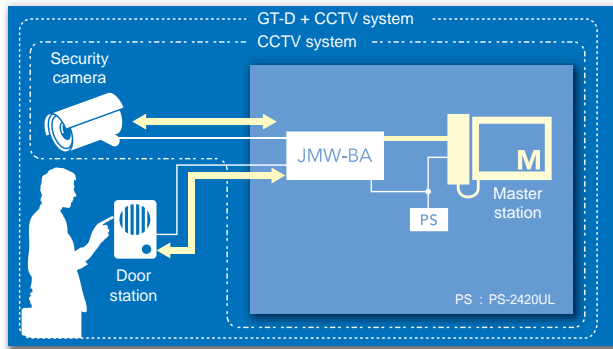 GT-D + CCTV system
CCTV system
Security
camera
JMW-BA
M
Master
station
PS
Door
station
PS : PS-2420UL